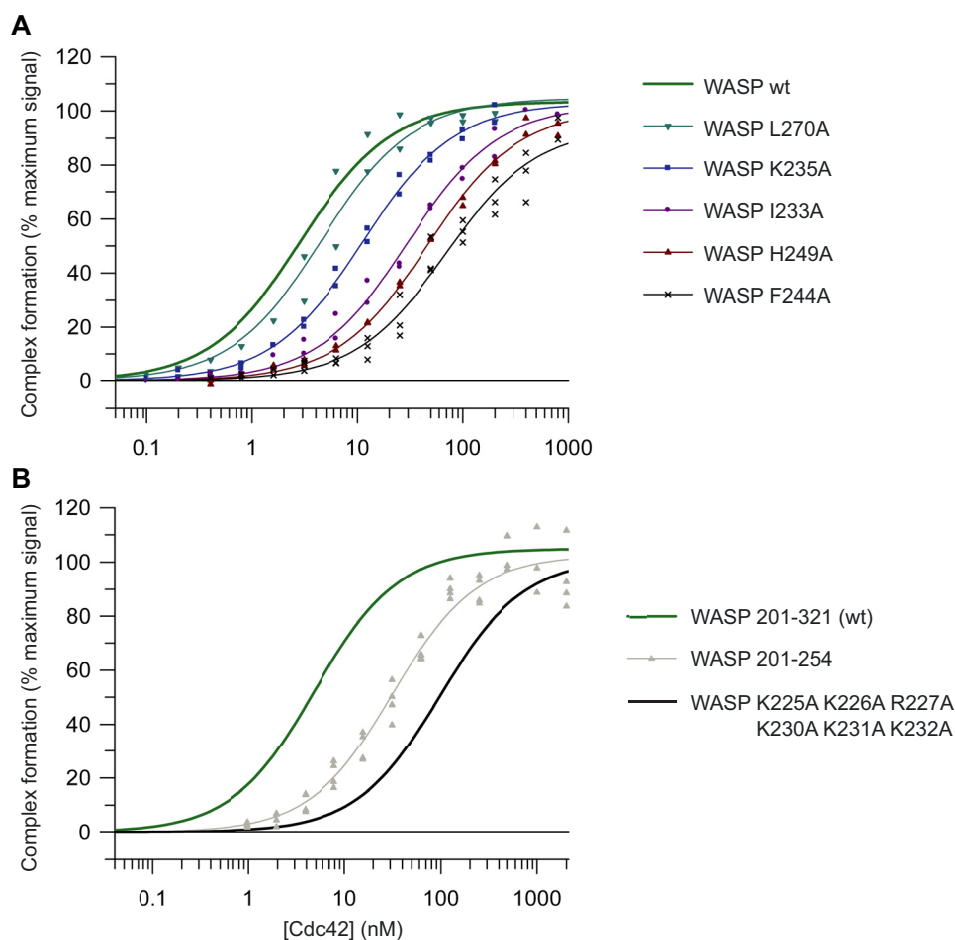 A
Complex formation (% maximum signal)
120
100
80
60
40
20
0
0.1
1
10
100
1000
WASP wt
WASP L270A
WASP K235A
WASP I233A
WASP H249A
WASP F244A
B
Complex formation (% maximum signal)
120
100
80
60
40
20
0
0.1
1
10
100
1000
[Cdc42] (nM)
WASP 201-321 (wt)
WASP 201-254
WASP K225A K226A R227A
K230A K231A K232A